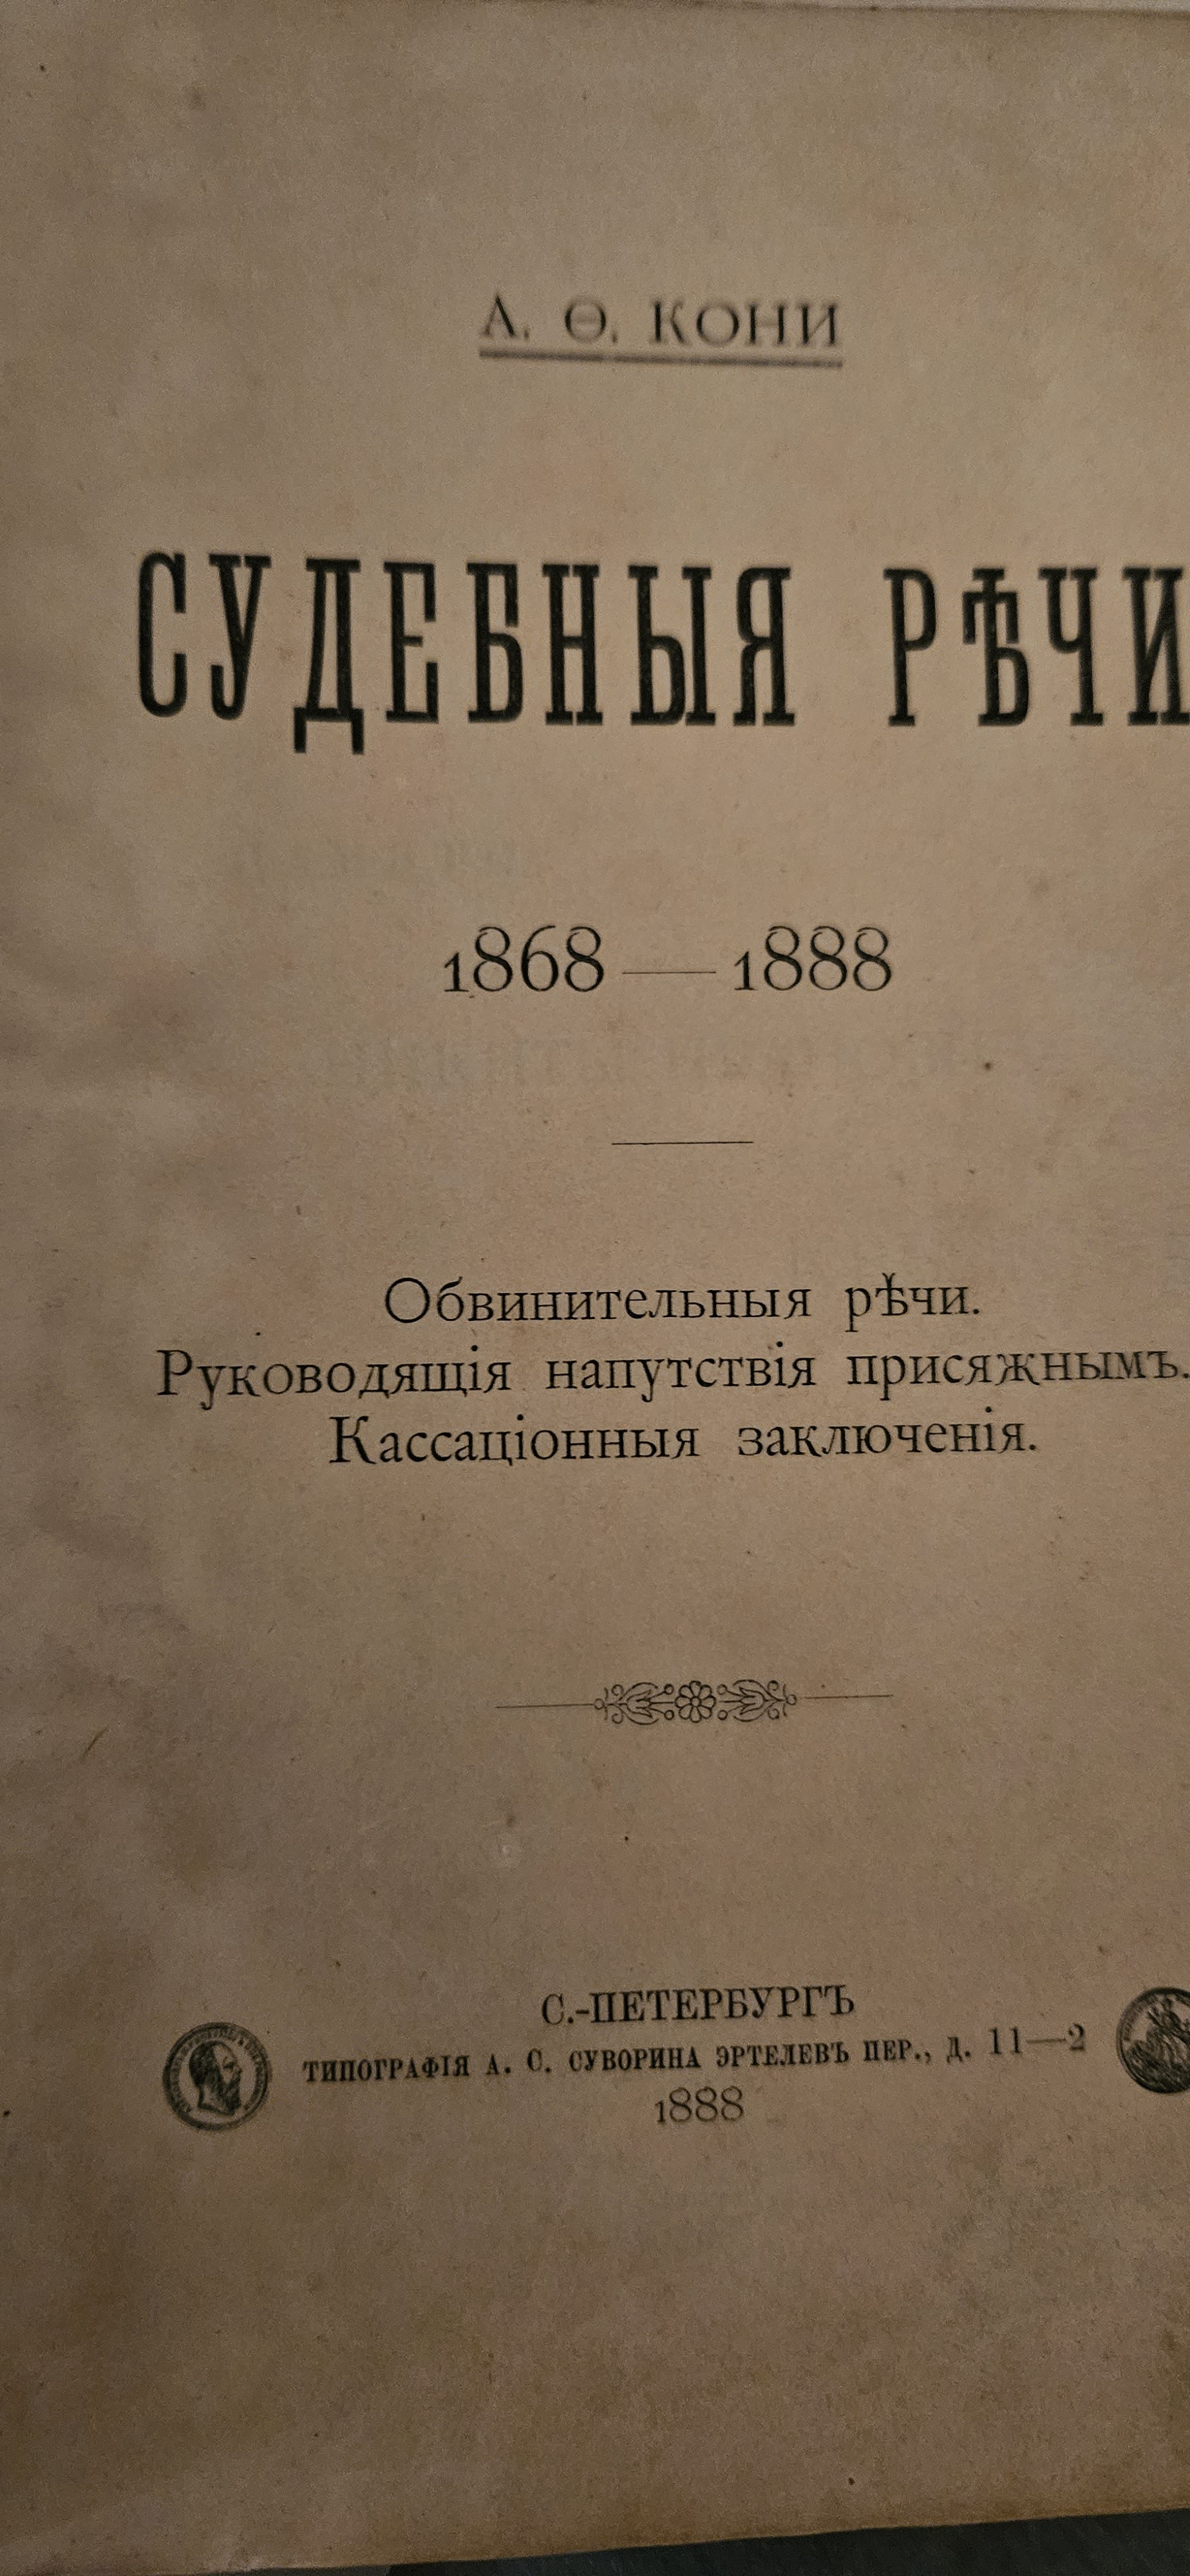 А. Ѳ. КОНИ
СУДЕБНЫЯ РѢЧИ
1868 — 1888
Обвинительныя рѣчи.
Руководящія напутствія присяжнымъ.
Кассаціонныя заключенія.
С.-ПЕТЕРБУРГЪ
ТИПОГРАФІЯ А. С. СУВОРИНА ЭРТЕЛЕВЪ ПЕР., Д. 11—2
1888